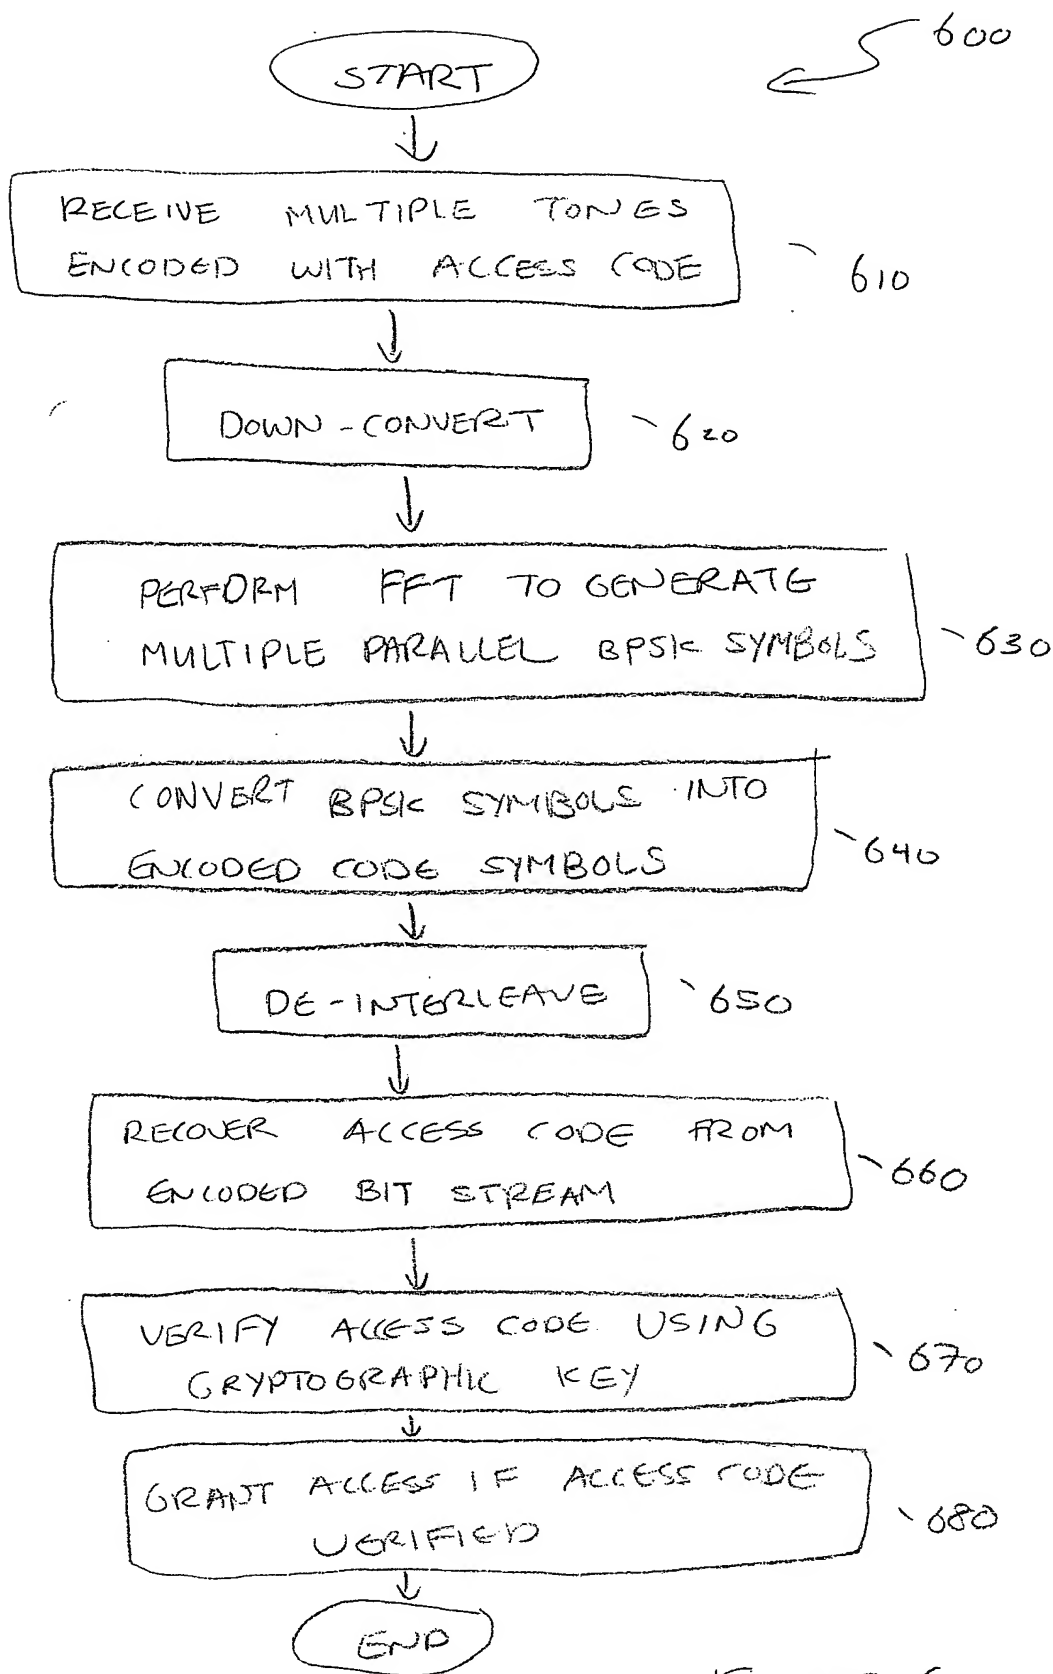 600
START
RECEIVE MULTIPLE TONES
ENCODED WITH ACCESS CODE
610
DOWN-CONVERT
620
PERFORM FFT TO GENERATE
MULTIPLE PARALLEL BPSK SYMBOLS
630
CONVERT BPSK SYMBOLS INTO
ENCODED CODE SYMBOLS
640
DE-INTERLEAVE
650
RECOVER ACCESS CODE FROM
ENCODED BIT STREAM
660
VERIFY ACCESS CODE USING
CRYPTOGRAPHIC KEY
670
GRANT ACCESS IF ACCESS CODE
VERIFIED
680
END